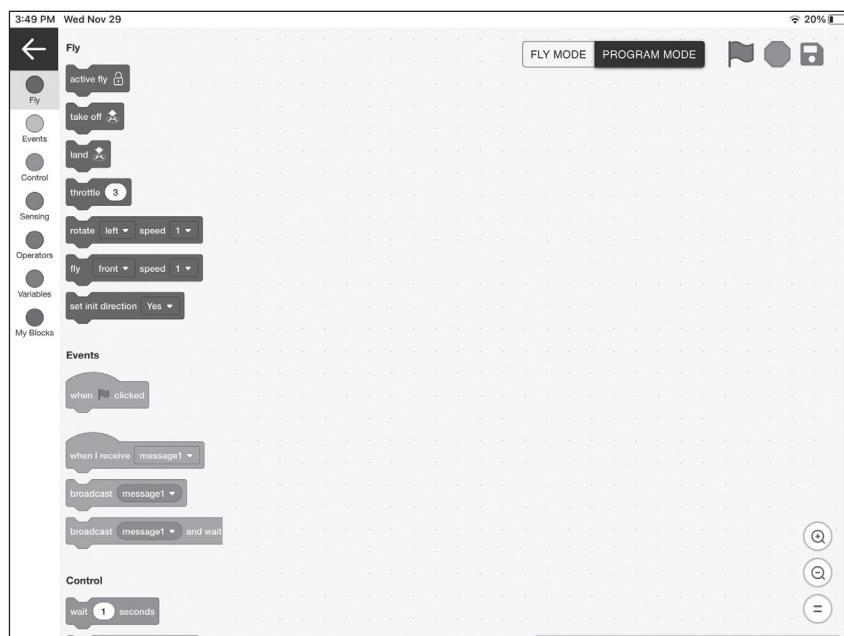 3:49 PM Wed Nov 29
20%
Fly
FLY MODE PROGRAM MODE
Fly
Events
Control
Sensing
Operators
Variables
My Blocks
active fly
take off
land
throttle 3
rotate left speed 1
fly front speed 1
set init direction Yes
Events
when clicked
when I receive message1
broadcast message1
broadcast message1 and wait
Control
wait 1 seconds